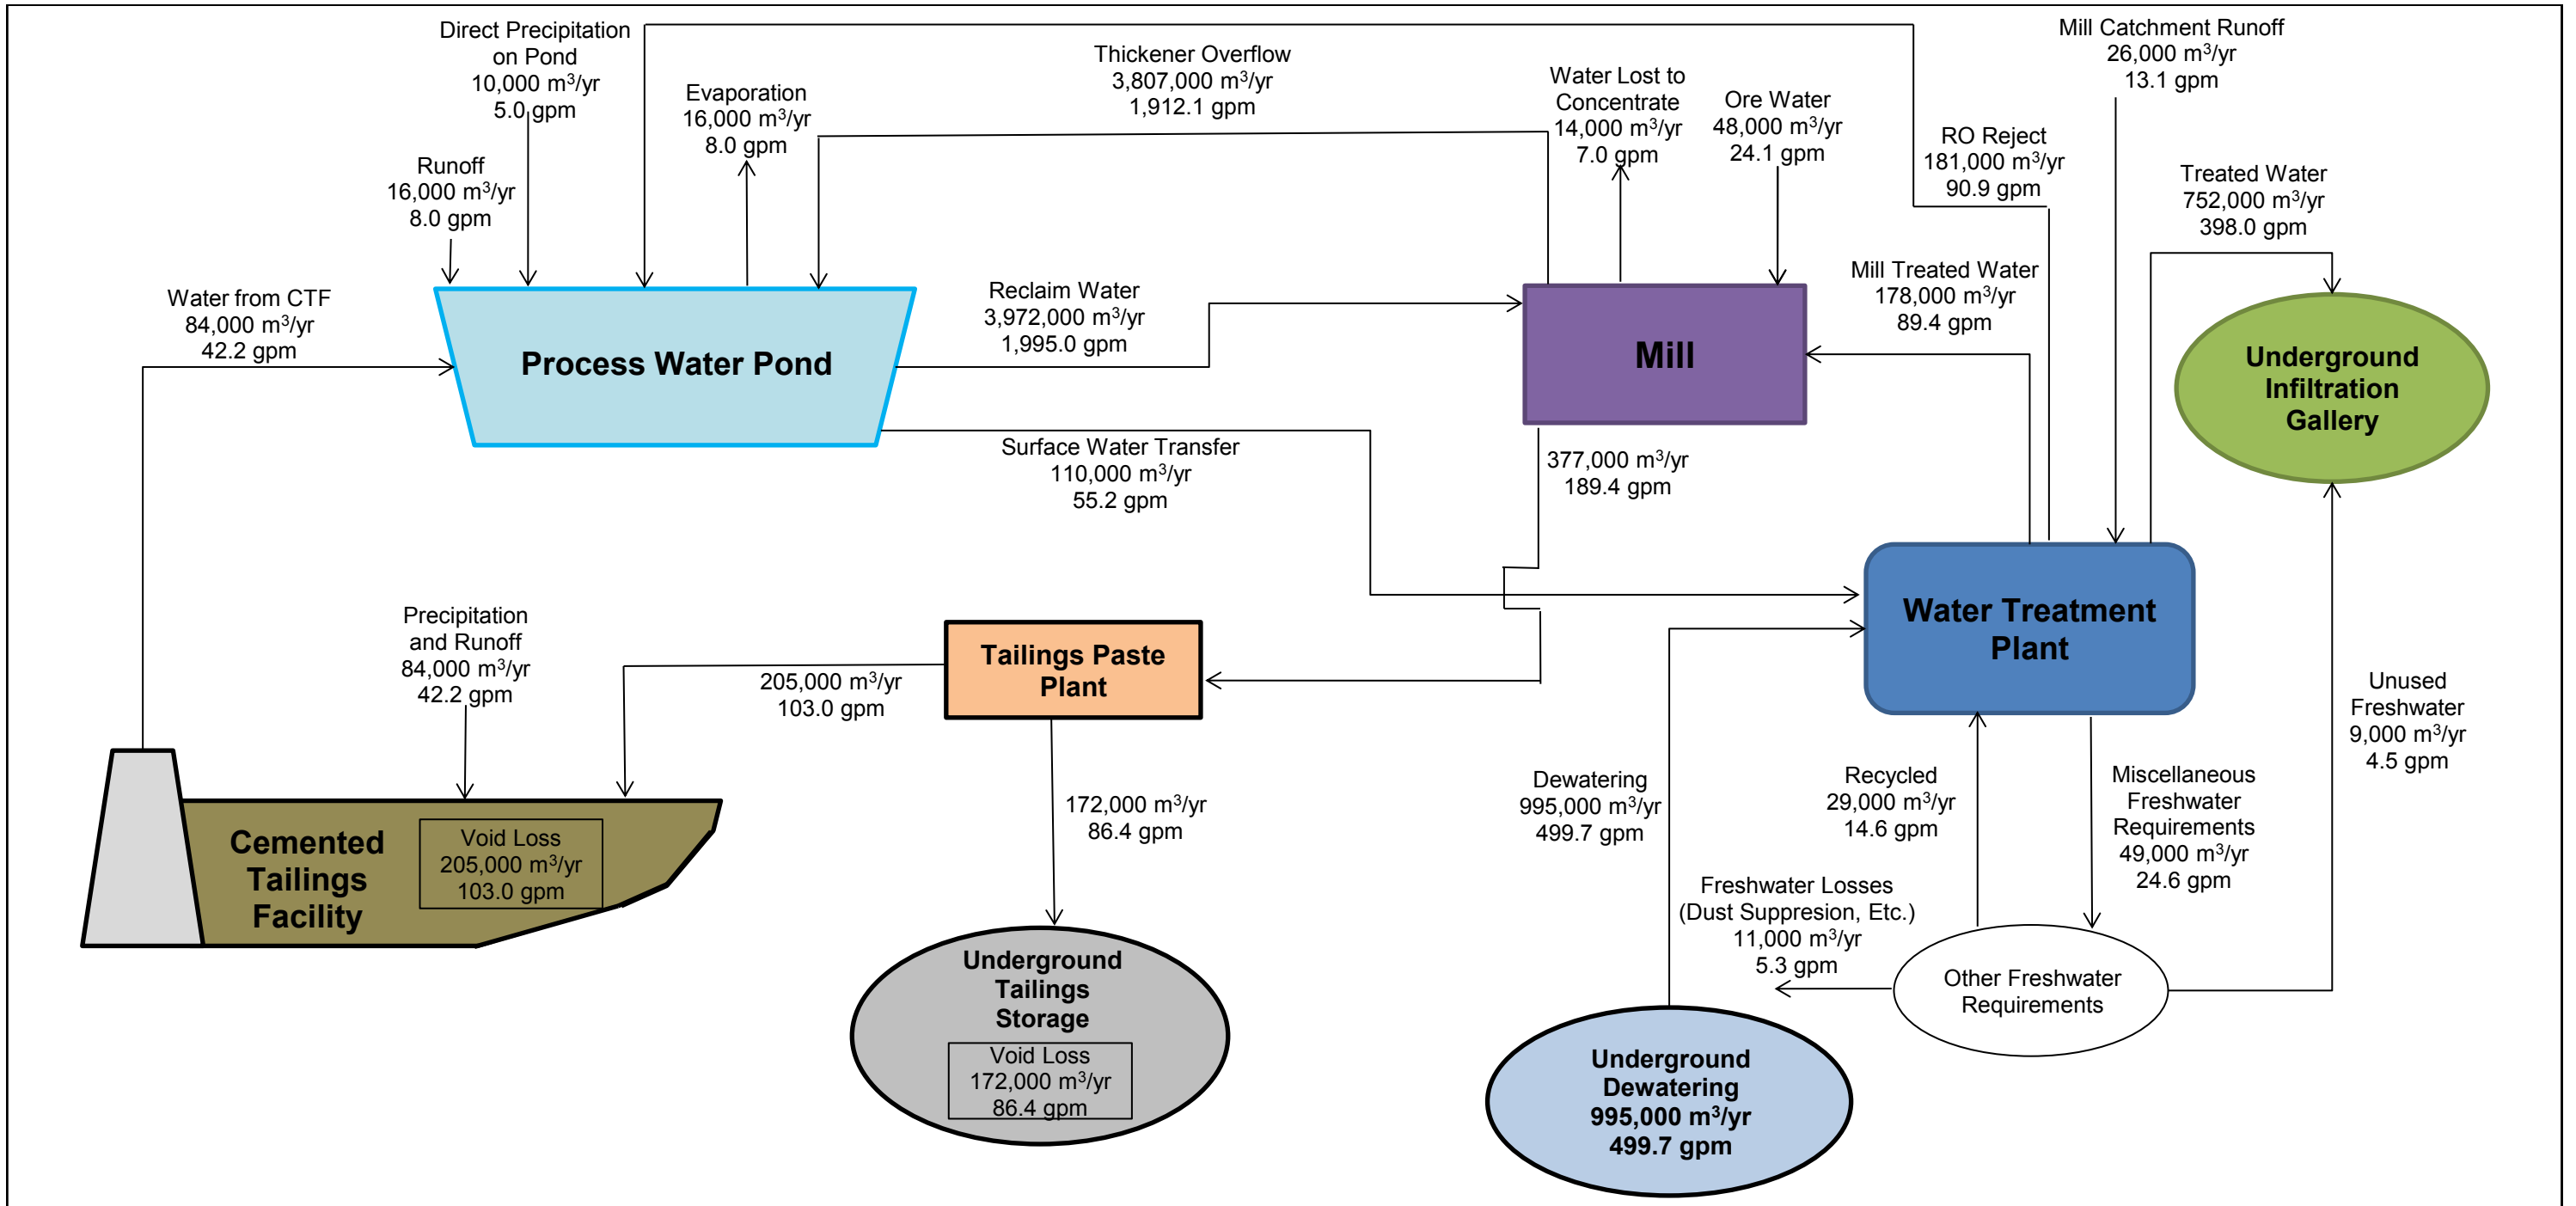 Direct Precipitation
on Pond
10,000 m³/yr
5.0 gpm
Runoff
16,000 m³/yr
8.0 gpm
Evaporation
16,000 m³/yr
8.0 gpm
Thickener Overflow
3,807,000 m³/yr
1,912.1 gpm
Water Lost to
Concentrate
14,000 m³/yr
7.0 gpm
Ore Water
48,000 m³/yr
24.1 gpm
RO Reject
181,000 m³/yr
90.9 gpm
Mill Catchment Runoff
26,000 m³/yr
13.1 gpm
Treated Water
752,000 m³/yr
398.0 gpm
Water from CTF
84,000 m³/yr
42.2 gpm
Process Water Pond
Reclaim Water
3,972,000 m³/yr
1,995.0 gpm
Mill
Mill Treated Water
178,000 m³/yr
89.4 gpm
Underground
Infiltration
Gallery
Surface Water Transfer
110,000 m³/yr
55.2 gpm
377,000 m³/yr
189.4 gpm
Precipitation
and Runoff
84,000 m³/yr
42.2 gpm
205,000 m³/yr
103.0 gpm
Tailings Paste
Plant
Water Treatment
Plant
Unused
Freshwater
9,000 m³/yr
4.5 gpm
Cemented
Tailings
Facility
Void Loss
205,000 m³/yr
103.0 gpm
172,000 m³/yr
86.4 gpm
Dewatering
995,000 m³/yr
499.7 gpm
Recycled
29,000 m³/yr
14.6 gpm
Miscellaneous
Freshwater
Requirements
49,000 m³/yr
24.6 gpm
Freshwater Losses
(Dust Suppresion, Etc.)
11,000 m³/yr
5.3 gpm
Other Freshwater
Requirements
Underground
Tailings
Storage
Void Loss
172,000 m³/yr
86.4 gpm
Underground
Dewatering
995,000 m³/yr
499.7 gpm